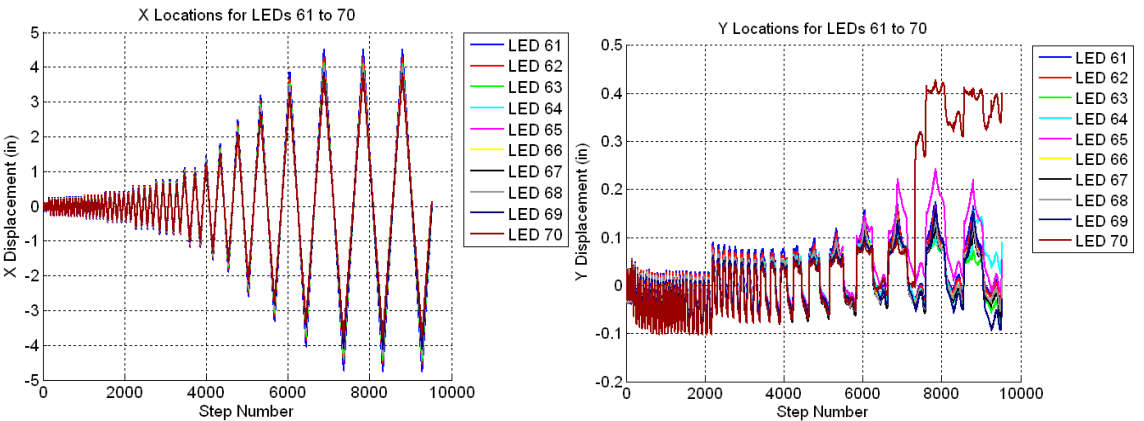 X Locations for LEDs 61 to 70
X Displacement (in)
5
4
3
2
1
0
-1
-2
-3
-4
-5
0 2000 4000 6000 8000 10000
Step Number
LED 61
LED 62
LED 63
LED 64
LED 65
LED 66
LED 67
LED 68
LED 69
LED 70
Y Locations for LEDs 61 to 70
Y Displacement (in)
0.5
0.4
0.3
0.2
0.1
0
-0.1
-0.2
0 2000 4000 6000 8000 10000
Step Number
LED 61
LED 62
LED 63
LED 64
LED 65
LED 66
LED 67
LED 68
LED 69
LED 70